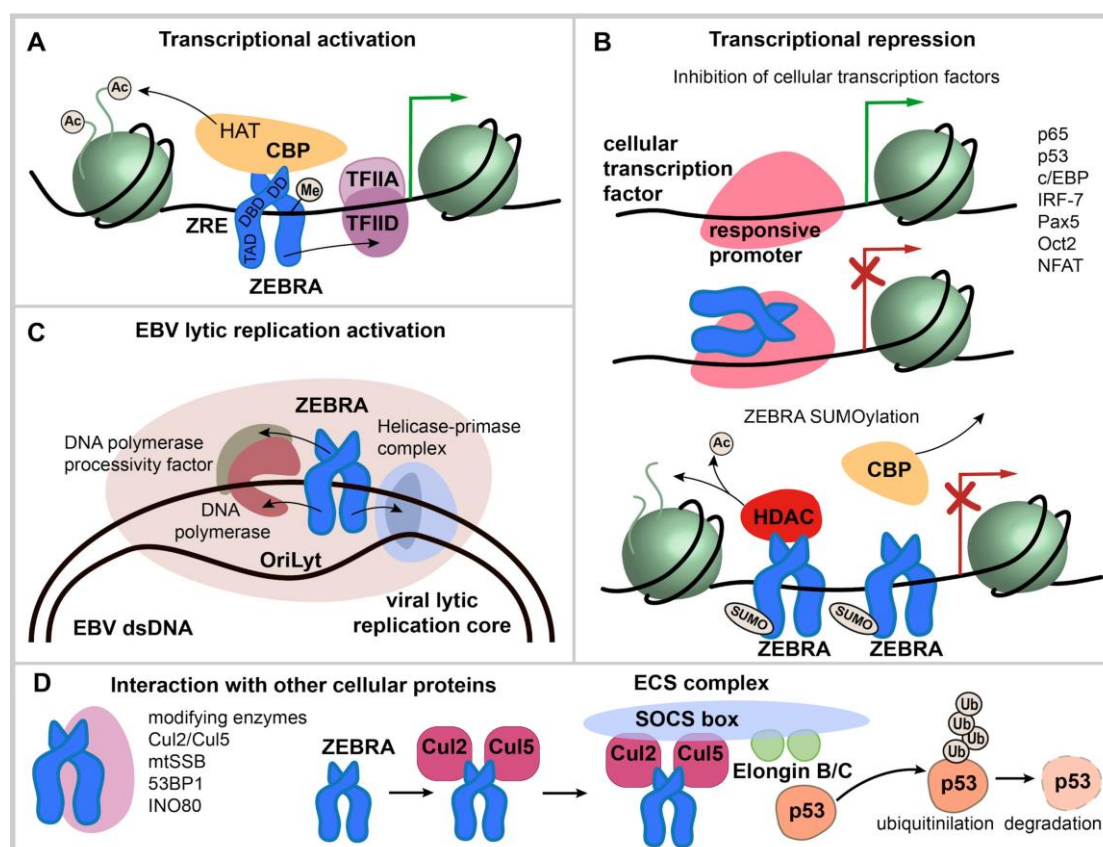 A
Transcriptional activation
Ac
Ac
HAT
CBP
DD
DBD
TAD
Me
TFIIA
TFIID
ZRE
ZEBRA
B
Transcriptional repression
Inhibition of cellular transcription factors
cellular
transcription
factor
responsive
promoter
p65
p53
c/EBP
IRF-7
Pax5
Oct2
NFAT
ZEBRA SUMOylation
Ac
CBP
HDAC
SUMO
SUMO
ZEBRA
ZEBRA
C
EBV lytic replication activation
ZEBRA
DNA polymerase
processivity factor
Helicase-primase
complex
DNA
polymerase
OriLyt
EBV dsDNA
viral lytic
replication core
D
Interaction with other cellular proteins
modifying enzymes
Cul2/Cul5
mtSSB
53BP1
INO80
ZEBRA
Cul2
Cul5
ECS complex
SOCS box
Cul2
Cul5
Elongin B/C
p53
Ub
Ub
Ub
Ub
p53
ubiquitinilation
p53
degradation